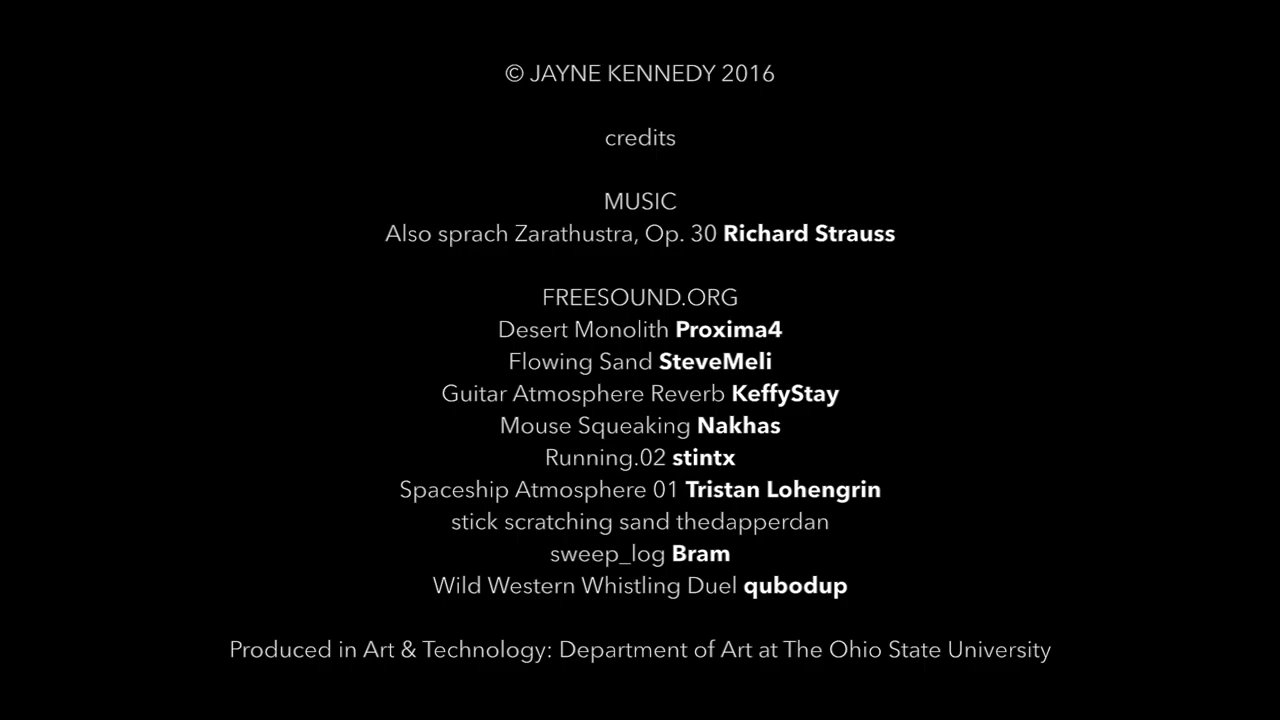 © JAYNE KENNEDY 2016
credits
MUSIC
Also sprach Zarathustra, Op. 30 Richard Strauss
FREESOUND.ORG
Desert Monolith Proxima4
Flowing Sand SteveMeli
Guitar Atmosphere Reverb KeffyStay
Mouse Squeaking Nakhas
Running.02 stintx
Spaceship Atmosphere 01 Tristan Lohengrin
stick scratching sand thedapperdan
sweep_log Bram
Wild Western Whistling Duel qubodup
Produced in Art & Technology: Department of Art at The Ohio State University